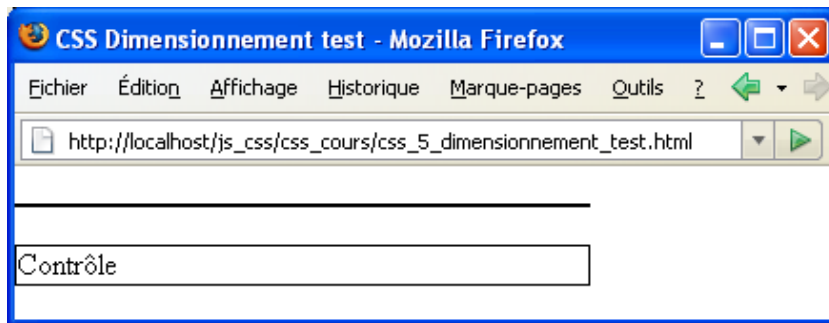 CSS Dimensionnement test - Mozilla Firefox
Fichier Édition Affichage Historique Marque-pages Outils ?
http://localhost/js_css/css_cours/css_5_dimensionnement_test.html
Contrôle